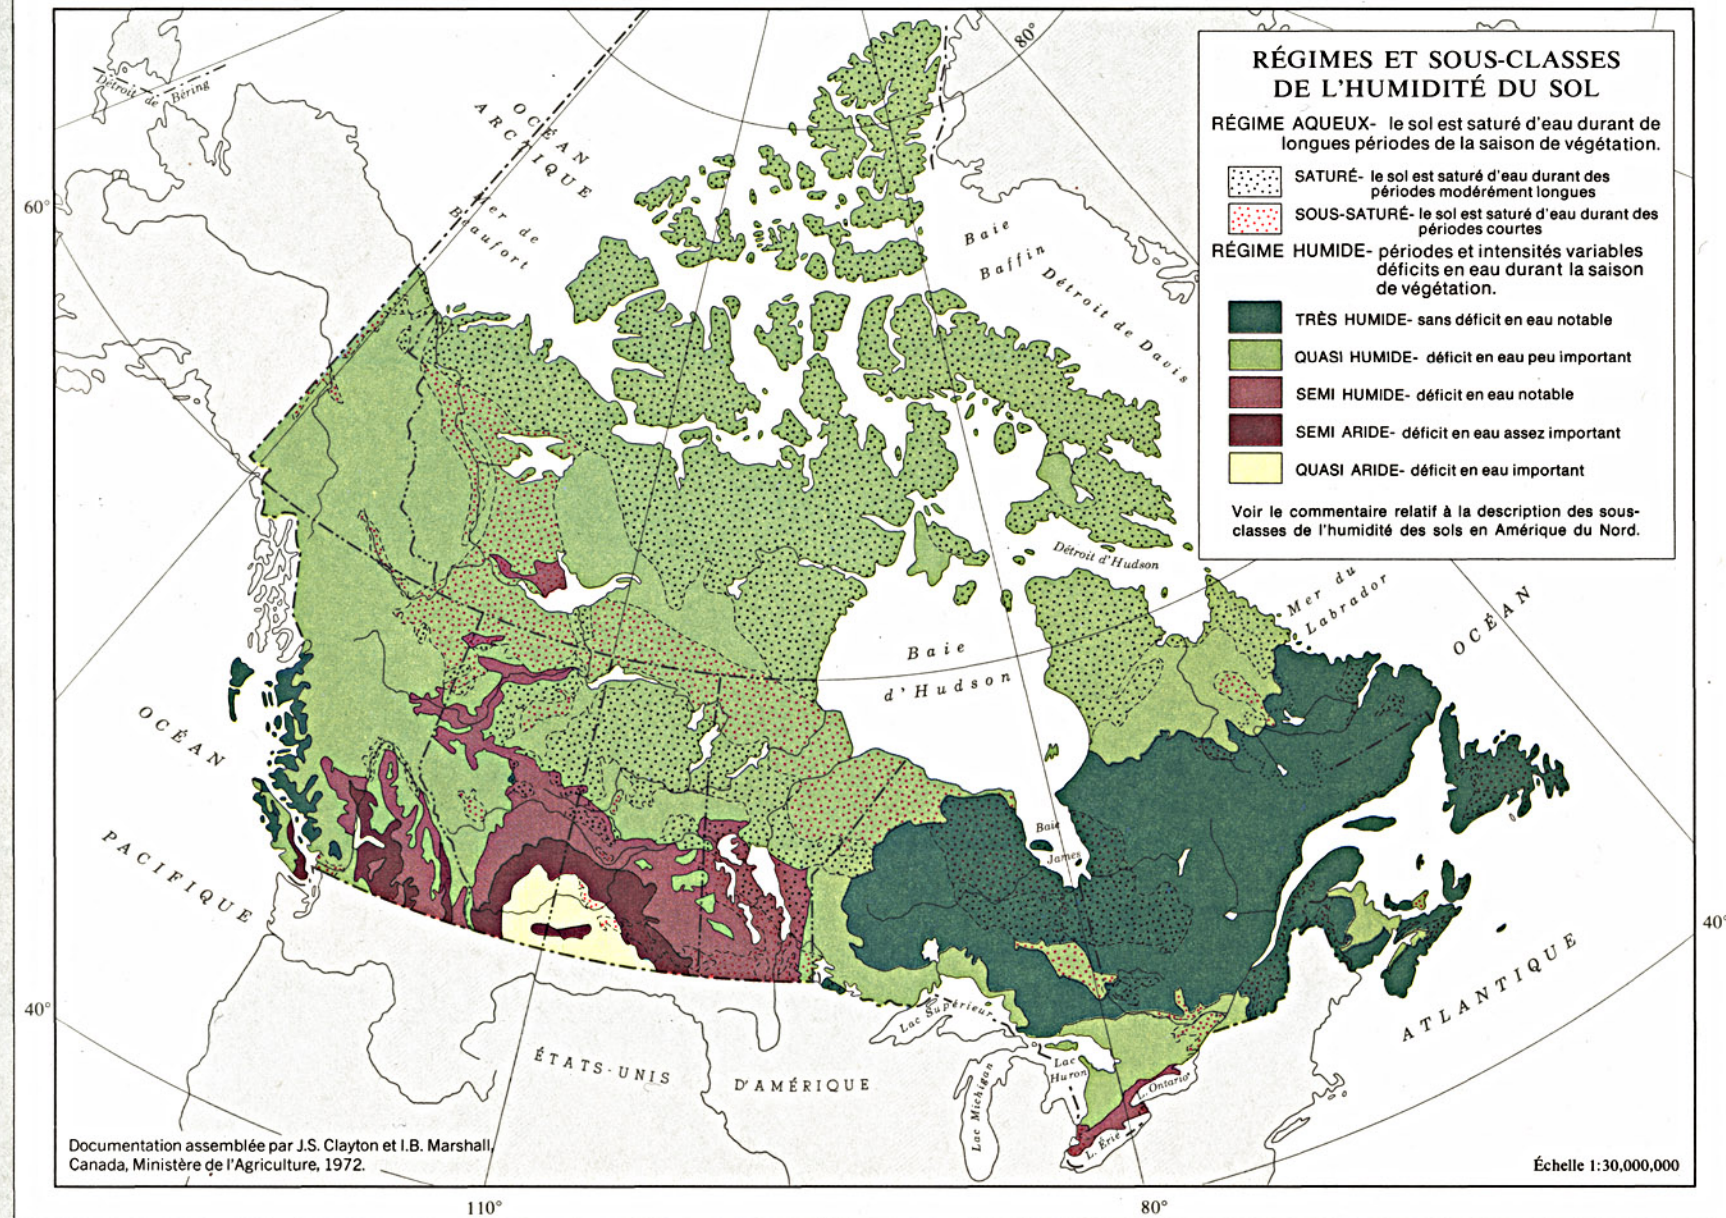 RÉGIMES ET SOUS-CLASSES
DE L'HUMIDITÉ DU SOL
RÉGIME AQUEUX- le sol est saturé d'eau durant de
longues périodes de la saison de végétation.
SATURÉ- le sol est saturé d'eau durant des
périodes modérément longues
SOUS-SATURÉ- le sol est saturé d'eau durant des
périodes courtes
RÉGIME HUMIDE- périodes et intensités variables
déficits en eau durant la saison
de végétation.
TRÈS HUMIDE- sans déficit en eau notable
QUASI HUMIDE- déficit en eau peu important
SEMI HUMIDE- déficit en eau notable
SEMI ARIDE- déficit en eau assez important
QUASI ARIDE- déficit en eau important
Voir le commentaire relatif à la description des sous-
classes de l'humidité des sols en Amérique du Nord.
80°
Détroit de Béring
OCÉAN
ARCTIQUE
60°
Mer de
Beaufort
Baie
Baffin
Détroit de Davis
Détroit d'Hudson
Mer du
Labrador
OCÉAN
Baie
d'Hudson
OCÉAN
PACIFIQUE
Baie
James
40°
ATLANTIQUE
40°
Lac Supérieur
ÉTATS-UNIS
D'AMÉRIQUE
Lac Michigan
Lac
Huron
L. Ontario
L. Érié
Documentation assemblée par J.S. Clayton et I.B. Marshall,
Canada, Ministère de l'Agriculture, 1972.
Échelle 1:30,000,000
110°
80°